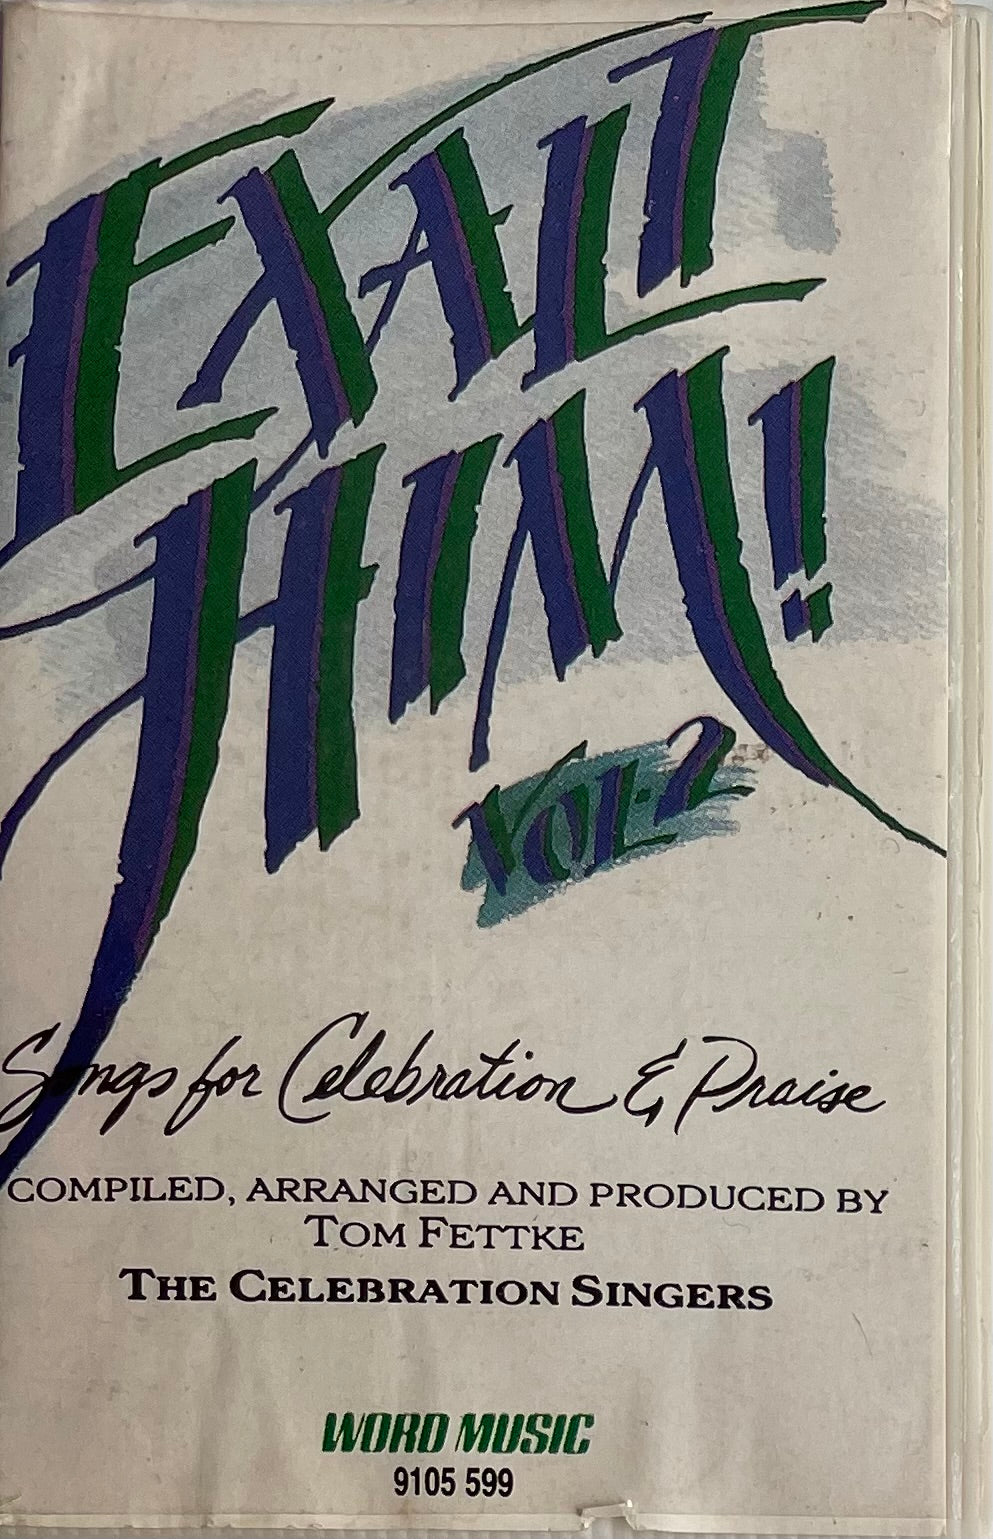 EXALT
HIM!
VOL. 2
Songs for Celebration & Praise
COMPILED, ARRANGED AND PRODUCED BY
TOM FETTKE
THE CELEBRATION SINGERS
WORD MUSIC
9105 599